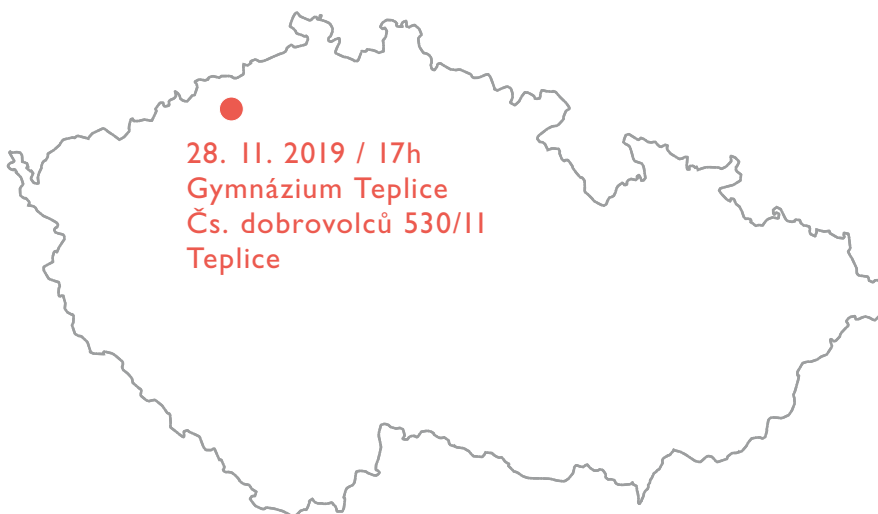 28. 11. 2019 / 17h
Gymnázium Teplice
Čs. dobrovolců 530/11
Teplice